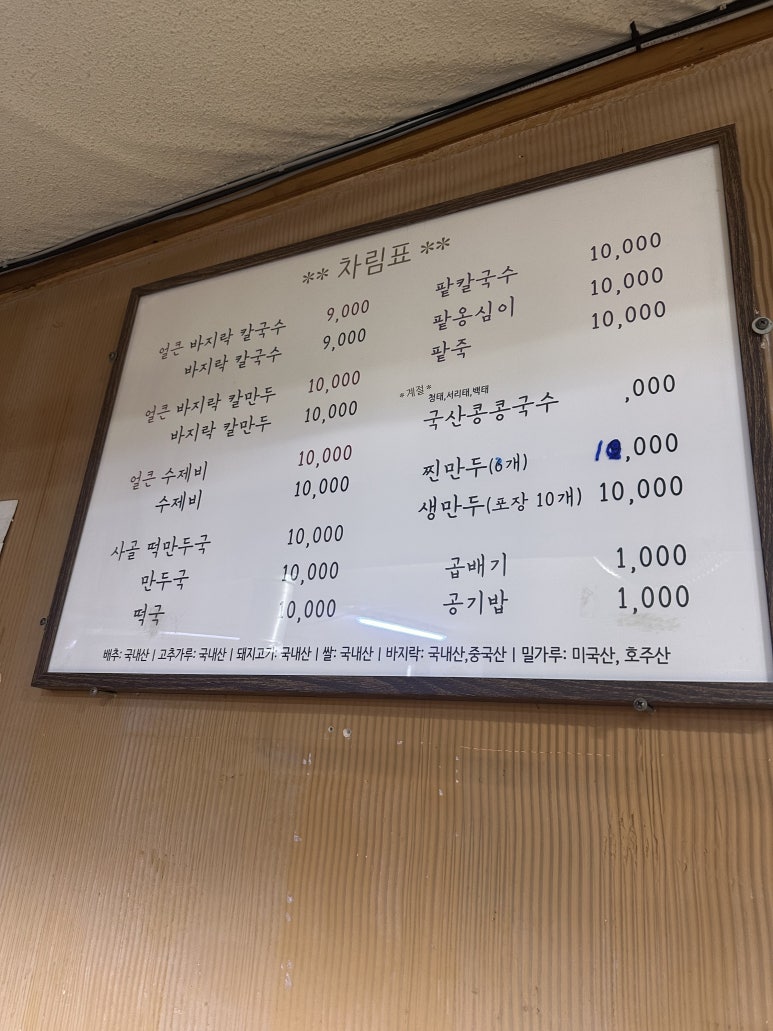 ** 차림표 **
얼큰 바지락 칼국수 9,000
바지락 칼국수 9,000
얼큰 바지락 칼만두 10,000
바지락 칼만두 10,000
얼큰 수제비 10,000
수제비 10,000
사골 떡만두국 10,000
만두국 10,000
떡국 10,000
팥칼국수 10,000
팥옹심이 10,000
팥죽 10,000
*계절* 청태,서리태,백태
국산콩콩국수 ,000
찐만두(6개) 10,000
생만두(포장 10개) 10,000
곱배기 1,000
공기밥 1,000
배추: 국내산 | 고추가루: 국내산 | 돼지고기: 국내산 | 쌀: 국내산 | 바지락: 국내산,중국산 | 밀가루: 미국산, 호주산